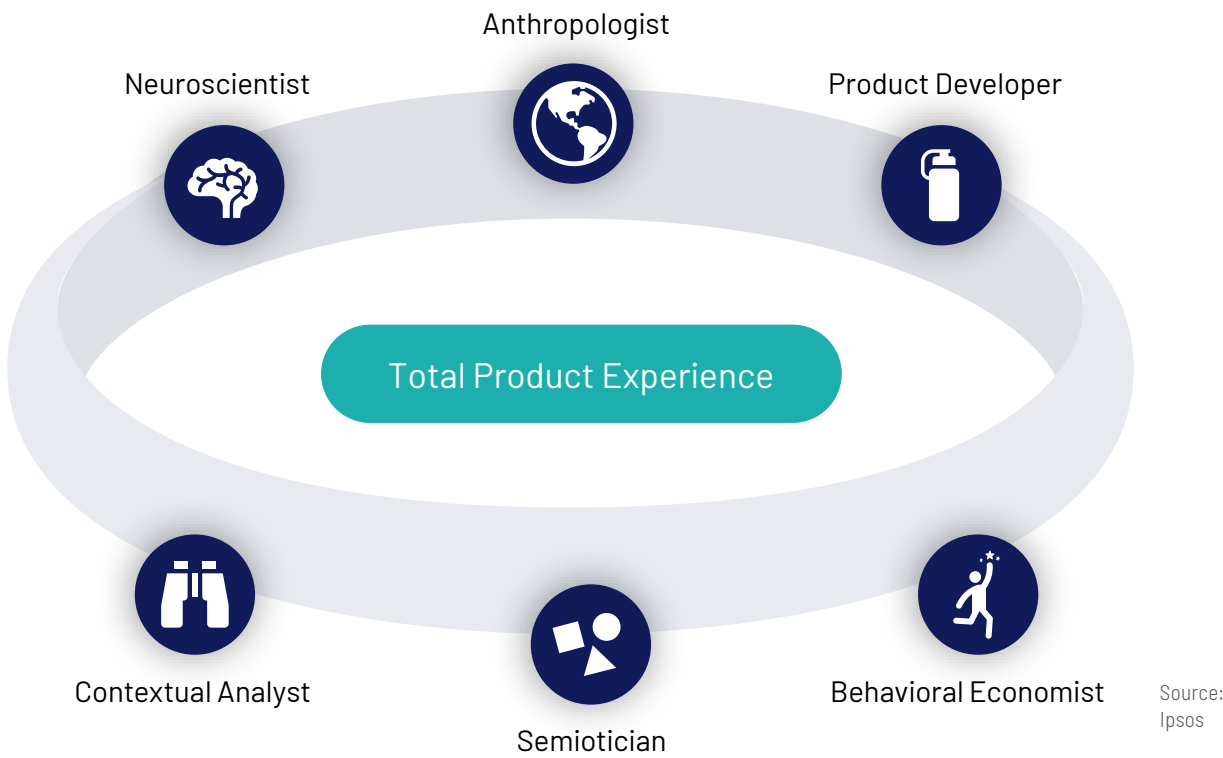 Anthropologist
Neuroscientist
Product Developer
Total Product Experience
Contextual Analyst
Behavioral Economist
Semiotician
Source:
Ipsos